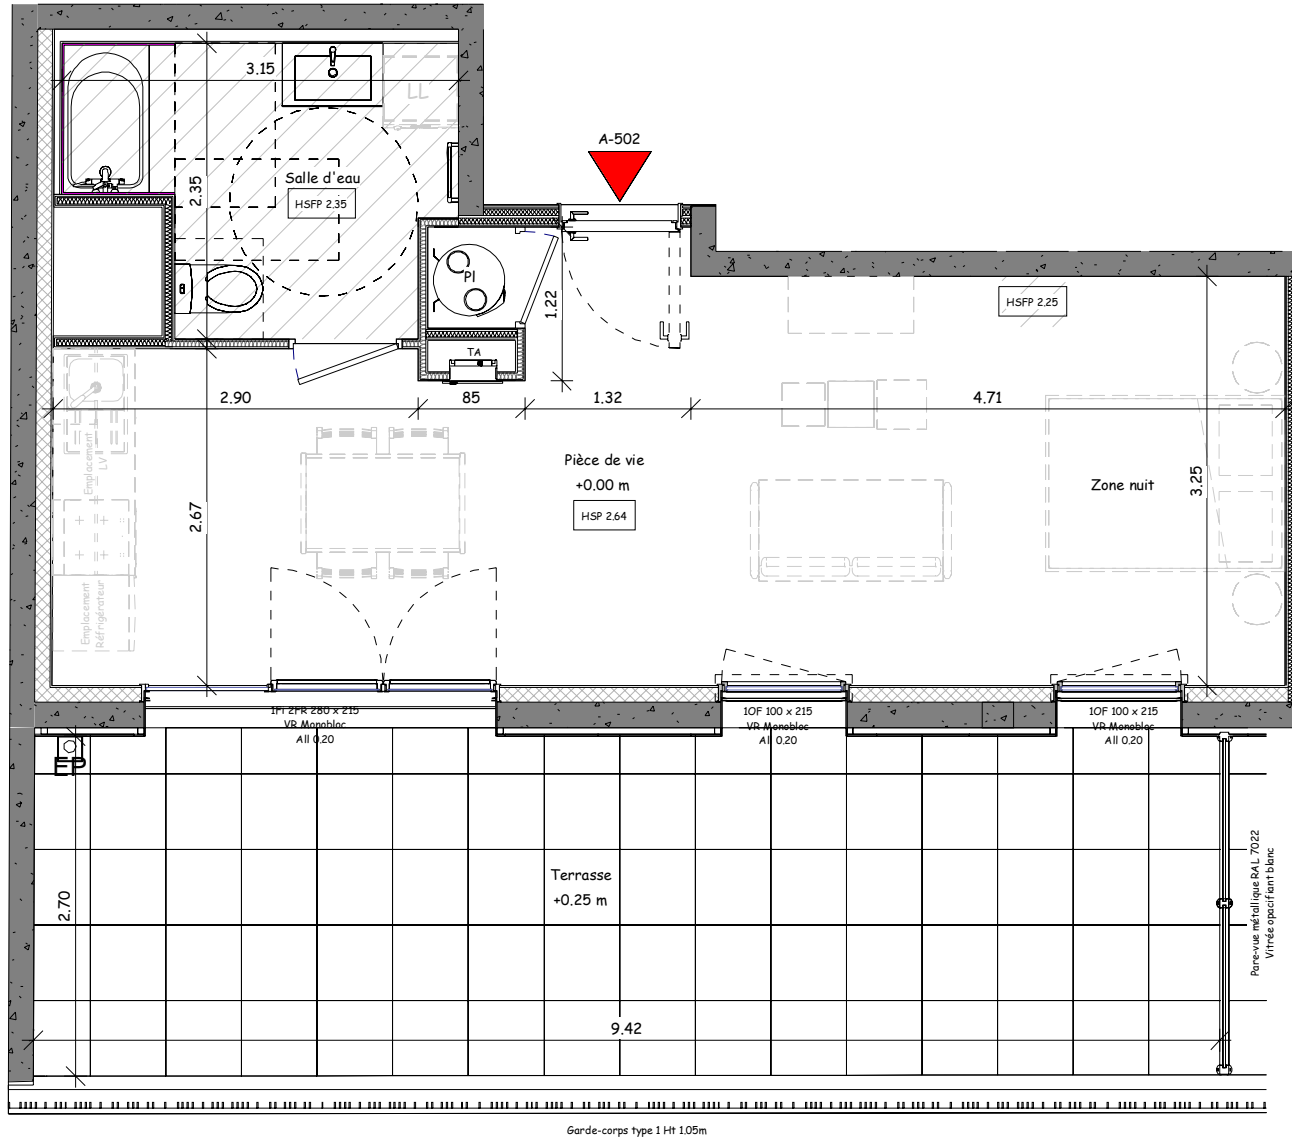 3.15
LL
A-502
Salle d'eau
HSFP 2,35
2.35
PI
1.22
HSFP 2,25
TA
2.90
85
1.32
4.71
Emplacement
LV
Pièce de vie
+0.00 m
HSP 2,64
Zone nuit
3.25
2.67
Emplacement
Réfrigérateur
1Fi 2FR 280 x 215
VR Monobloc
All 0,20
1OF 100 x 215
VR Monobloc
All 0,20
1OF 100 x 215
VR Monobloc
All 0,20
Terrasse
+0.25 m
2.70
Pare-vue métallique RAL 7022
Vitrée opacifiant blanc
9.42
Garde-corps type 1 Ht 1,05m